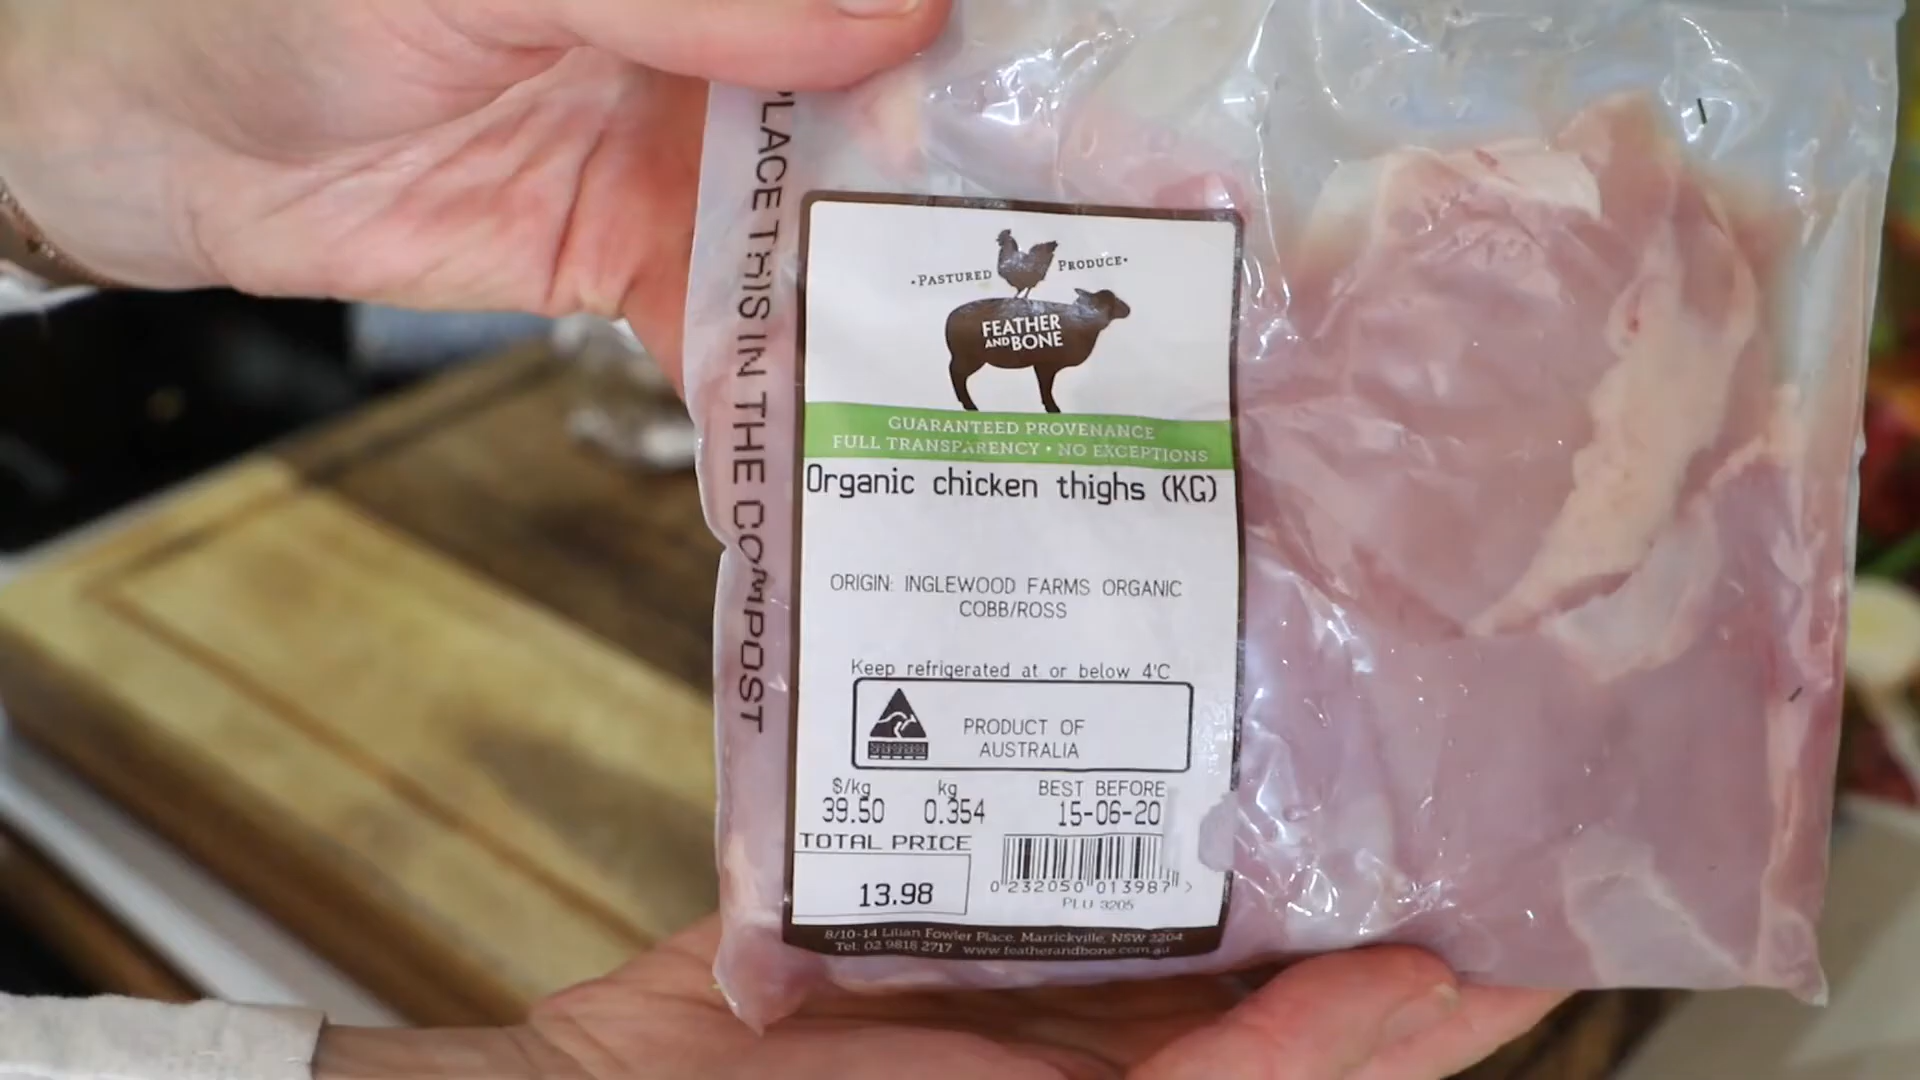 PLACE THIS IN THE COMPOST
•PASTURED PRODUCE•
FEATHER
AND BONE
GUARANTEED PROVENANCE
FULL TRANSPARENCY • NO EXCEPTIONS
Organic chicken thighs (KG)
ORIGIN: INGLEWOOD FARMS ORGANIC
COBB/ROSS
Keep refrigerated at or below 4°C
PRODUCT OF
AUSTRALIA
$/kg kg BEST BEFORE
39.50 0.354 15-06-20
TOTAL PRICE
13.98
0 232050 013987 >
PLU 3205
8/10-14 Lilian Fowler Place, Marrickville, NSW 2204
Tel: 02 9818 2717 www.featherandbone.com.au